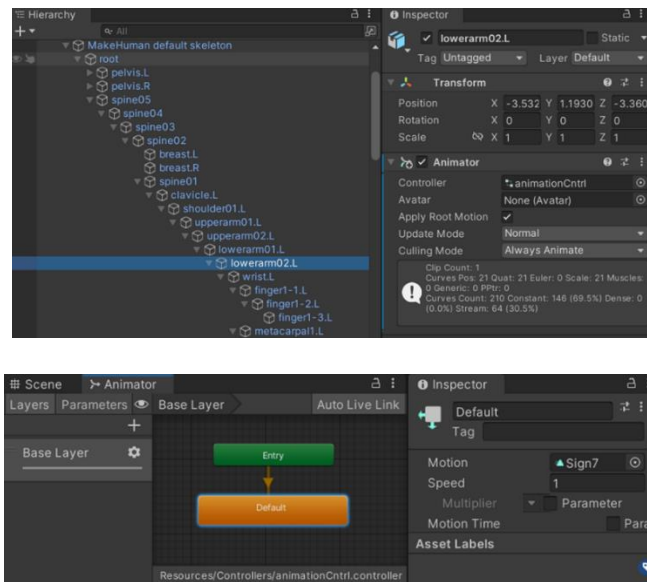 Hierarchy
All
MakeHuman default skeleton
root
pelvis.L
pelvis.R
spine05
spine04
spine03
spine02
breast.L
breast.R
spine01
clavicle.L
shoulder01.L
upperarm01.L
upperarm02.L
lowerarm01.L
lowerarm02.L
wrist.L
finger1-1.L
finger1-2.L
finger1-3.L
metacarpal1.L
Inspector
lowerarm02.L Static
Tag Untagged Layer Default
Transform
Position X -3.532 Y 1.1930 Z -3.360
Rotation X 0 Y 0 Z 0
Scale X 1 Y 1 Z 1
Animator
Controller animationCntrl
Avatar None (Avatar)
Apply Root Motion
Update Mode Normal
Culling Mode Always Animate
Clip Count: 1
Curves Pos: 21 Quat: 21 Euler: 0 Scale: 21 Muscles:
0 Generic: 0 PPtr: 0
Curves Count: 210 Constant: 146 (69.5%) Dense: 0
(0.0%) Stream: 64 (30.5%)
Scene Animator
Layers Parameters Base Layer Auto Live Link
Base Layer
Entry
Default
Resources/Controllers/animationCntrl.controller
Inspector
Default
Tag
Motion Sign7
Speed 1
Multiplier Parameter
Motion Time Para
Asset Labels